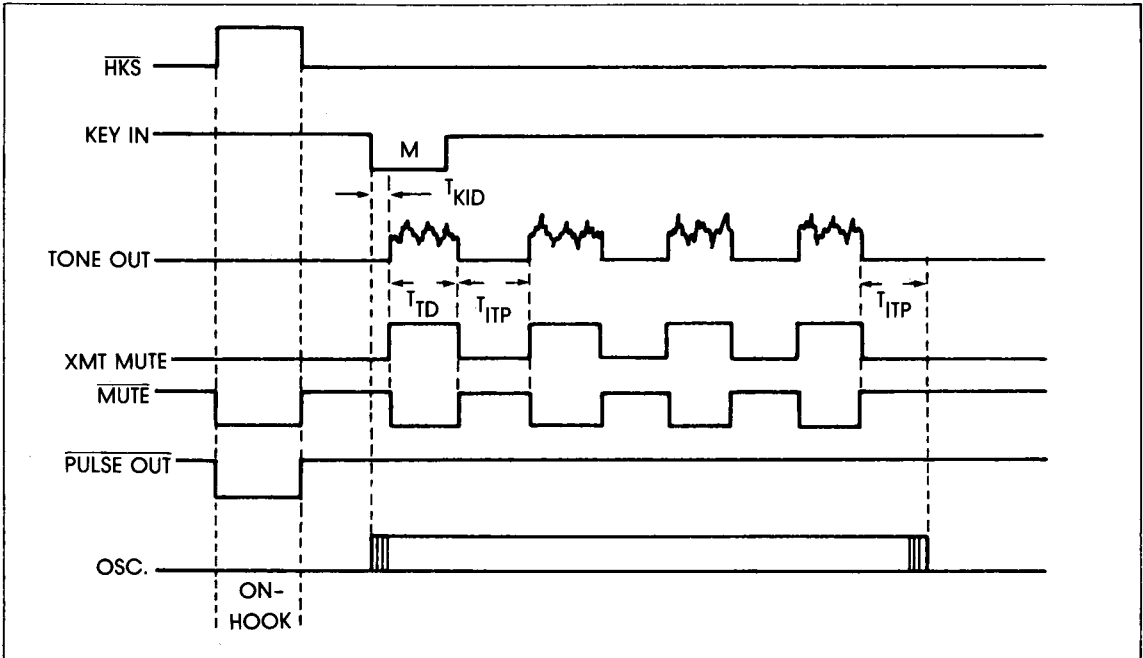 HKS
KEY IN
M
TKID
TONE OUT
TTD
TITP
TITP
XMT MUTE
MUTE
PULSE OUT
OSC.
ON-
HOOK